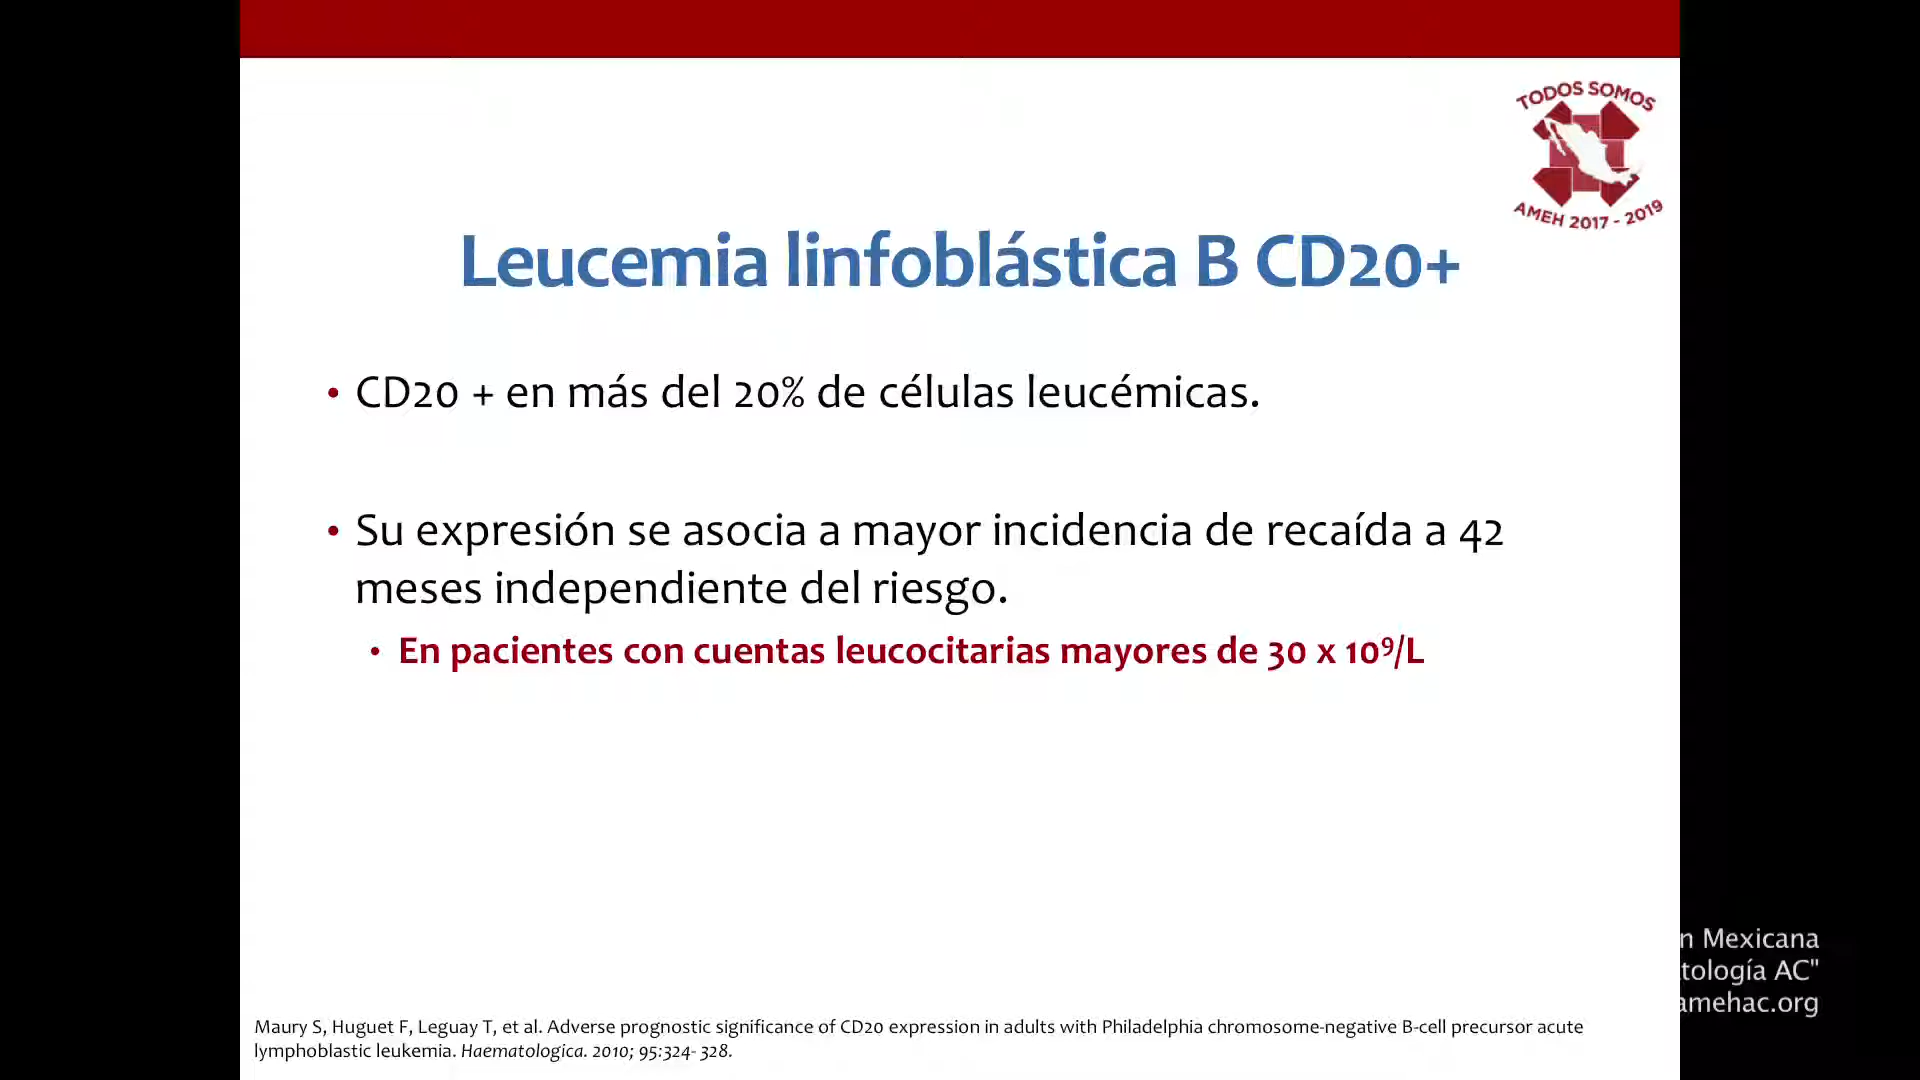 TODOS SOMOS
AMEH 2017 - 2019
Leucemia linfoblástica B CD20+
• CD20 + en más del 20% de células leucémicas.
• Su expresión se asocia a mayor incidencia de recaída a 42
meses independiente del riesgo.
• En pacientes con cuentas leucocitarias mayores de 30 x 10⁹/L
n Mexicana
tología AC"
amehac.org
Maury S, Huguet F, Leguay T, et al. Adverse prognostic significance of CD20 expression in adults with Philadelphia chromosome-negative B-cell precursor acute
lymphoblastic leukemia. Haematologica. 2010; 95:324- 328.